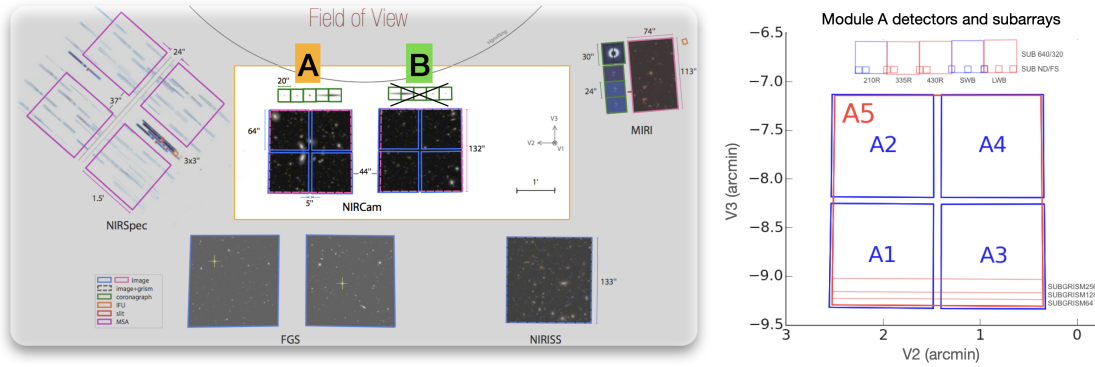 Field of View
vignetting
A
B
20"
64"
44"
132"
5"
NIRCam
V3
V2
V1
1'
24"
37"
3x3"
1.5'
NIRSpec
74"
30"
24"
113"
MIRI
image
image+grism
coronagraph
IFU
slit
MSA
FGS
133"
NIRISS
Module A detectors and subarrays
SUB 640/320
SUB ND/FS
210R 335R 430R SWB LWB
A5
A2
A4
A1
A3
SUBGRISM256
SUBGRISM128
SUBGRISM64
−6.5
−7.0
−7.5
−8.0
−8.5
−9.0
−9.5
V3 (arcmin)
3 2 1 0
V2 (arcmin)